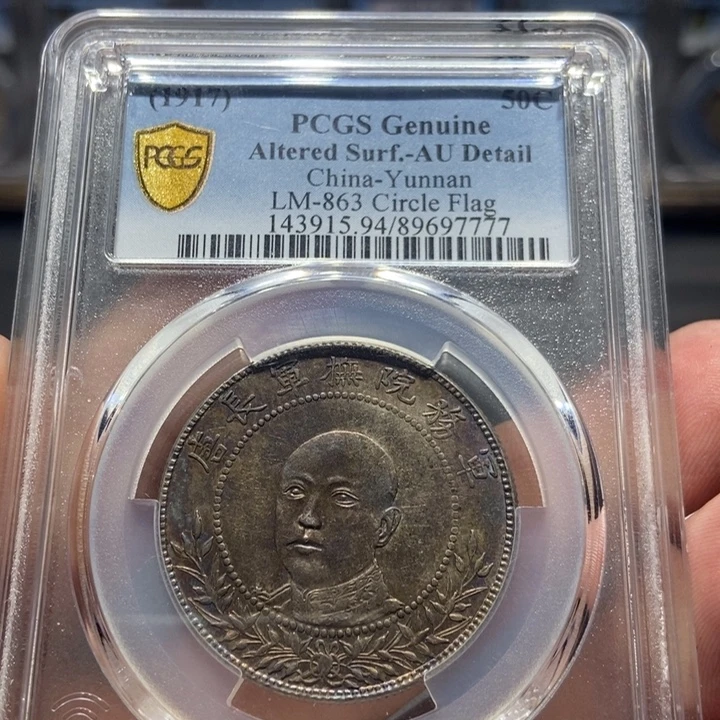 (1917) 50C
PCGS Genuine
Altered Surf.-AU Detail
China-Yunnan
LM-863 Circle Flag
143915.94/89697777
PCGS
軍務院撫軍長唐